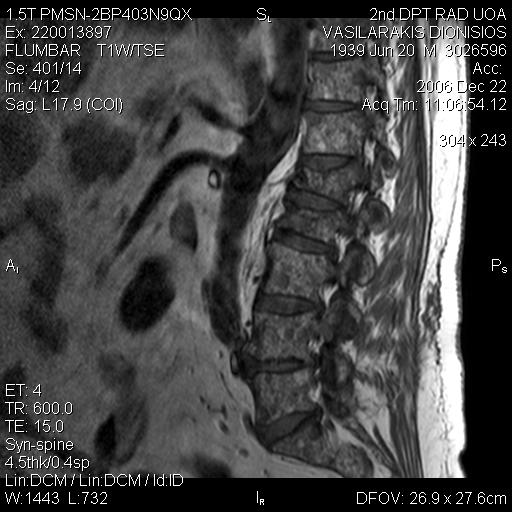 1.5T PMSN-2BP403N9QX
Ex: 220013897
FLUMBAR T1W/TSE
Se: 401/14
Im: 4/12
Sag: L17.9 (COI)
SL
2nd DPT RAD UOA
VASILARAKIS DIONISIOS
1939 Jun 20 M 3026596
Acc:
2006 Dec 22
Acq Tm: 11:06:54.12
304 x 243
AI
PS
ET: 4
TR: 600.0
TE: 15.0
Syn-spine
4.5thk/0.4sp
Lin:DCM / Lin:DCM / Id:ID
W:1443 L:732
IR
DFOV: 26.9 x 27.6cm